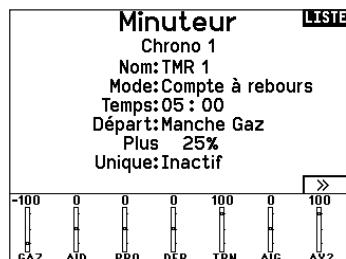 Minuteur
LISTE
Chrono 1
Nom:TMR 1
Mode:Compte à rebours
Temps:05 : 00
Départ:Manche Gaz
Plus 25%
Unique:Inactif
>>
-100 0 0 0 100 0 100
GAZ AID PRO DER TRN AIG AX2